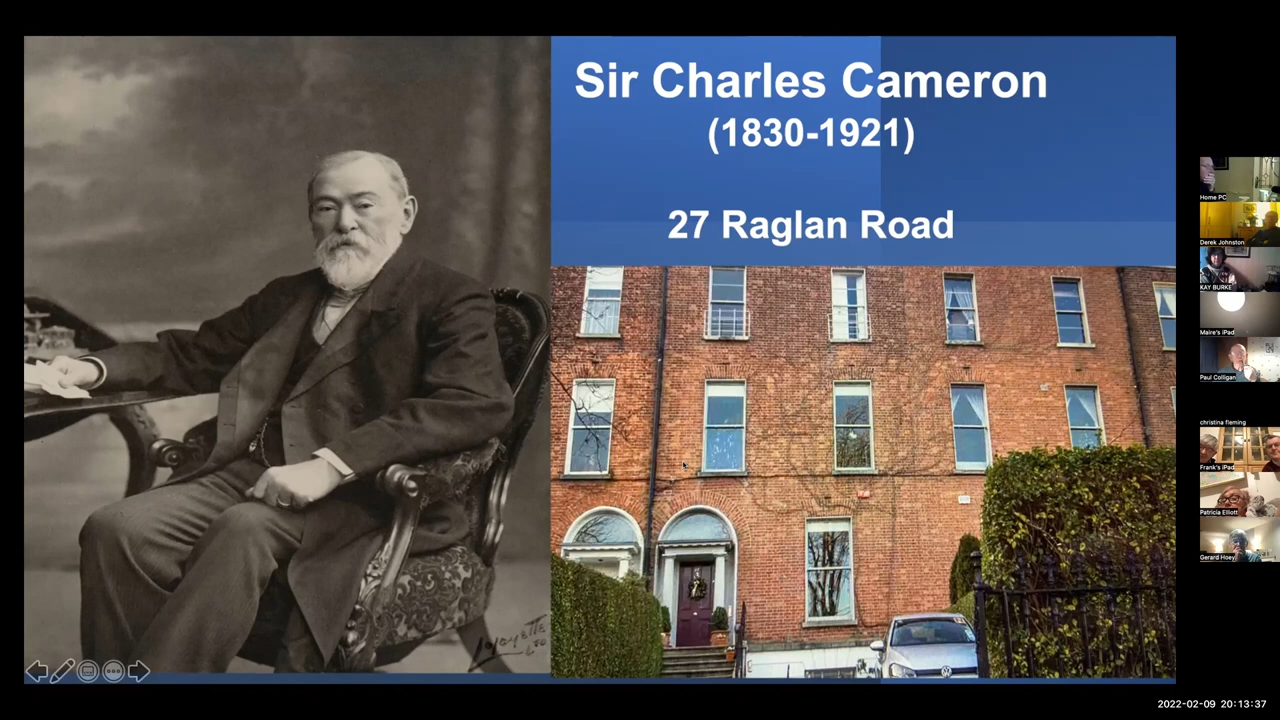 Sir Charles Cameron
(1830-1921)
27 Raglan Road
Lafayette
Home PC
Derek Johnston
KAY BURKE
Maire's iPad
Paul Colligan
christina fleming
Frank's iPad
Patricia Elliott
Gerard Hoey
2022-02-09 20:13:37